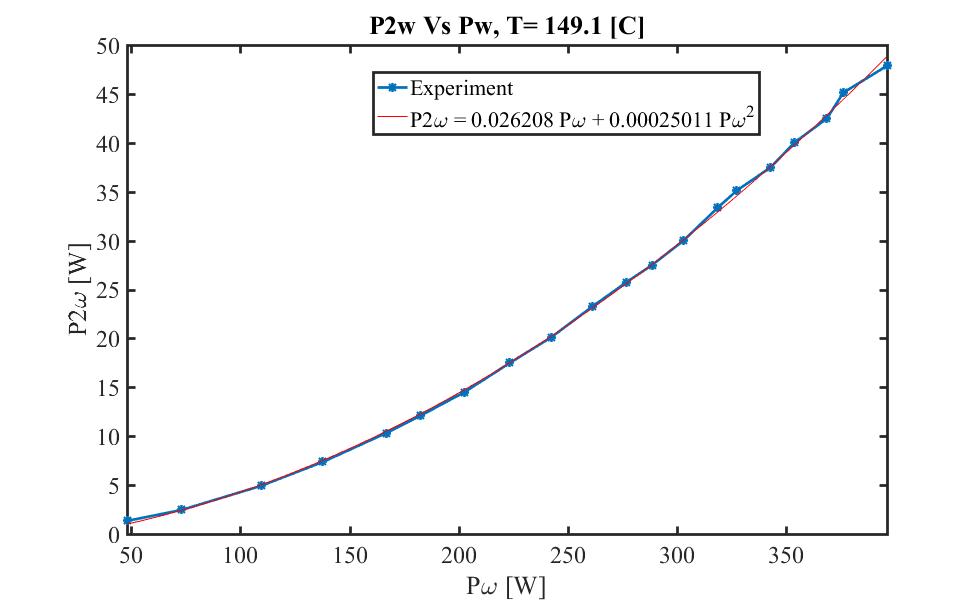 P2w Vs Pw, T= 149.1 [C]
50
45
40
35
30
25
20
15
10
5
0
P2ω [W]
Experiment
P2ω = 0.026208 Pω + 0.00025011 Pω²
50 100 150 200 250 300 350
Pω [W]